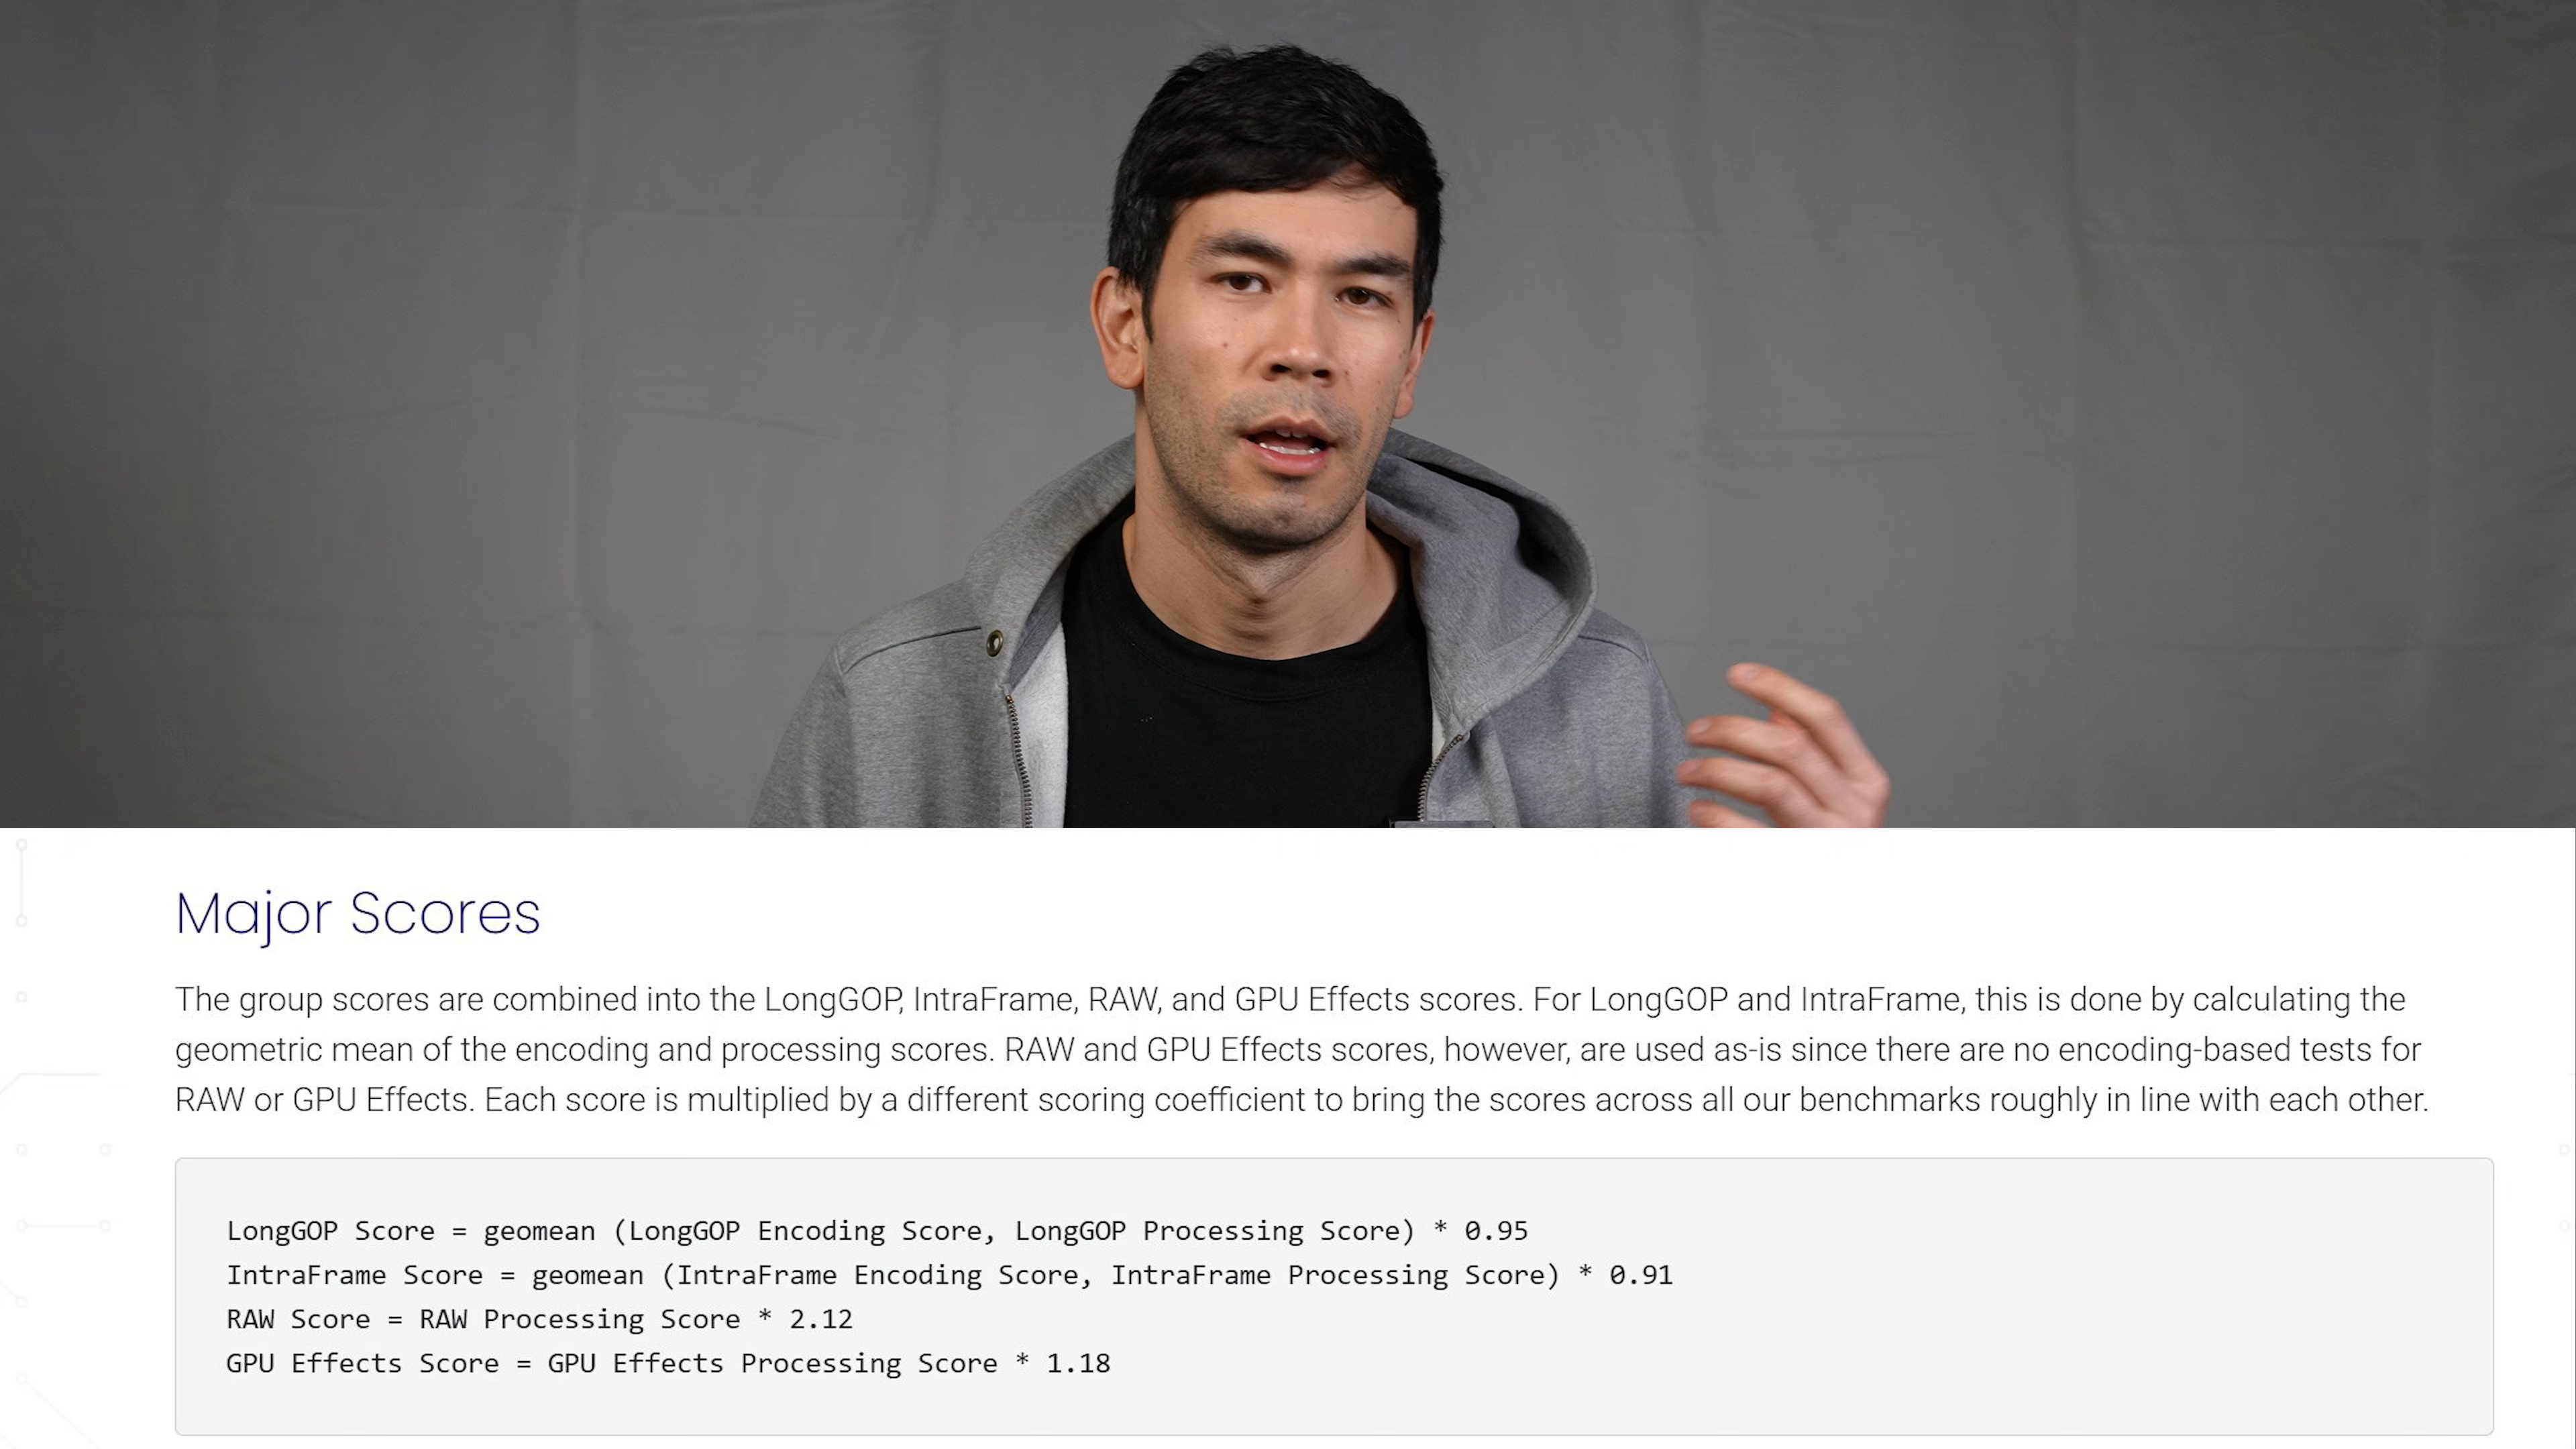 Major Scores
The group scores are combined into the LongGOP, IntraFrame, RAW, and GPU Effects scores. For LongGOP and IntraFrame, this is done by calculating the
geometric mean of the encoding and processing scores. RAW and GPU Effects scores, however, are used as-is since there are no encoding-based tests for
RAW or GPU Effects. Each score is multiplied by a different scoring coefficient to bring the scores across all our benchmarks roughly in line with each other.
LongGOP Score = geomean (LongGOP Encoding Score, LongGOP Processing Score) * 0.95
IntraFrame Score = geomean (IntraFrame Encoding Score, IntraFrame Processing Score) * 0.91
RAW Score = RAW Processing Score * 2.12
GPU Effects Score = GPU Effects Processing Score * 1.18